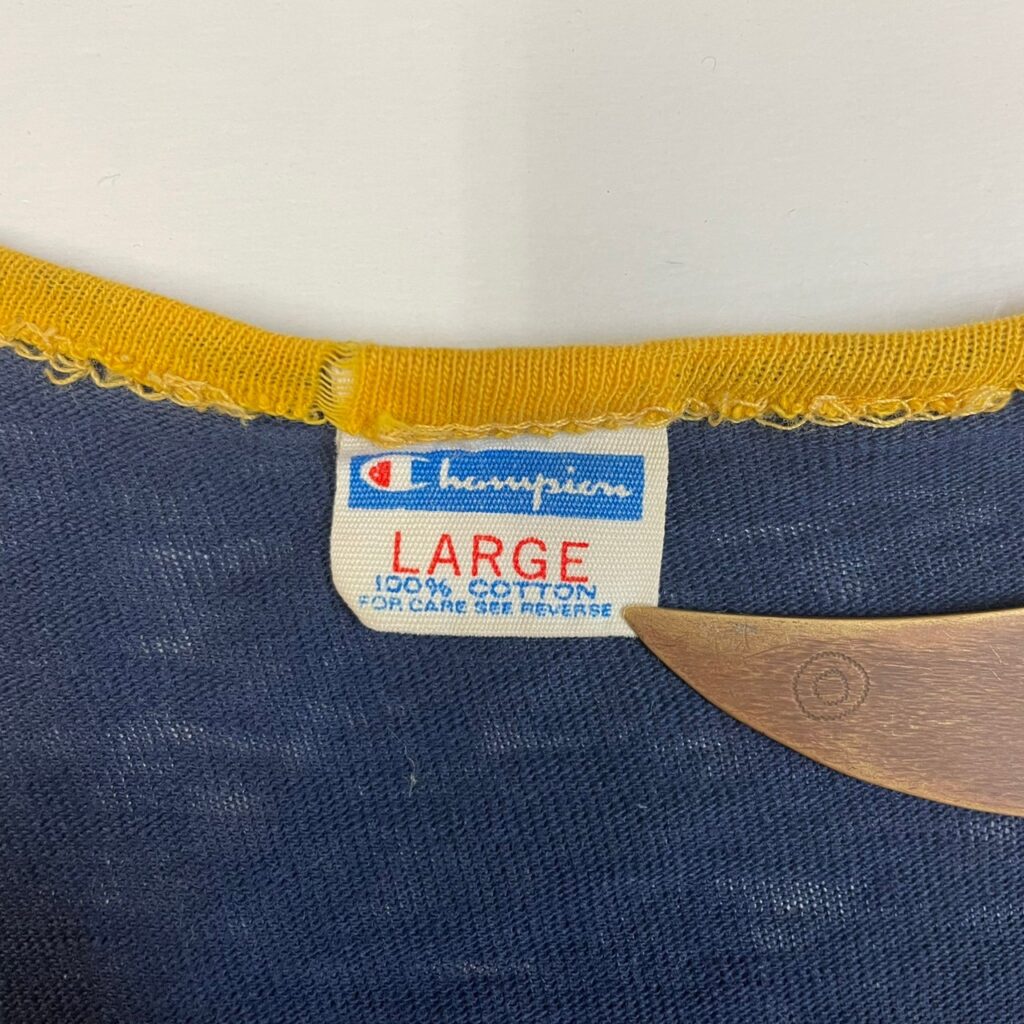 Champion
LARGE
100% COTTON
FOR CARE SEE REVERSE